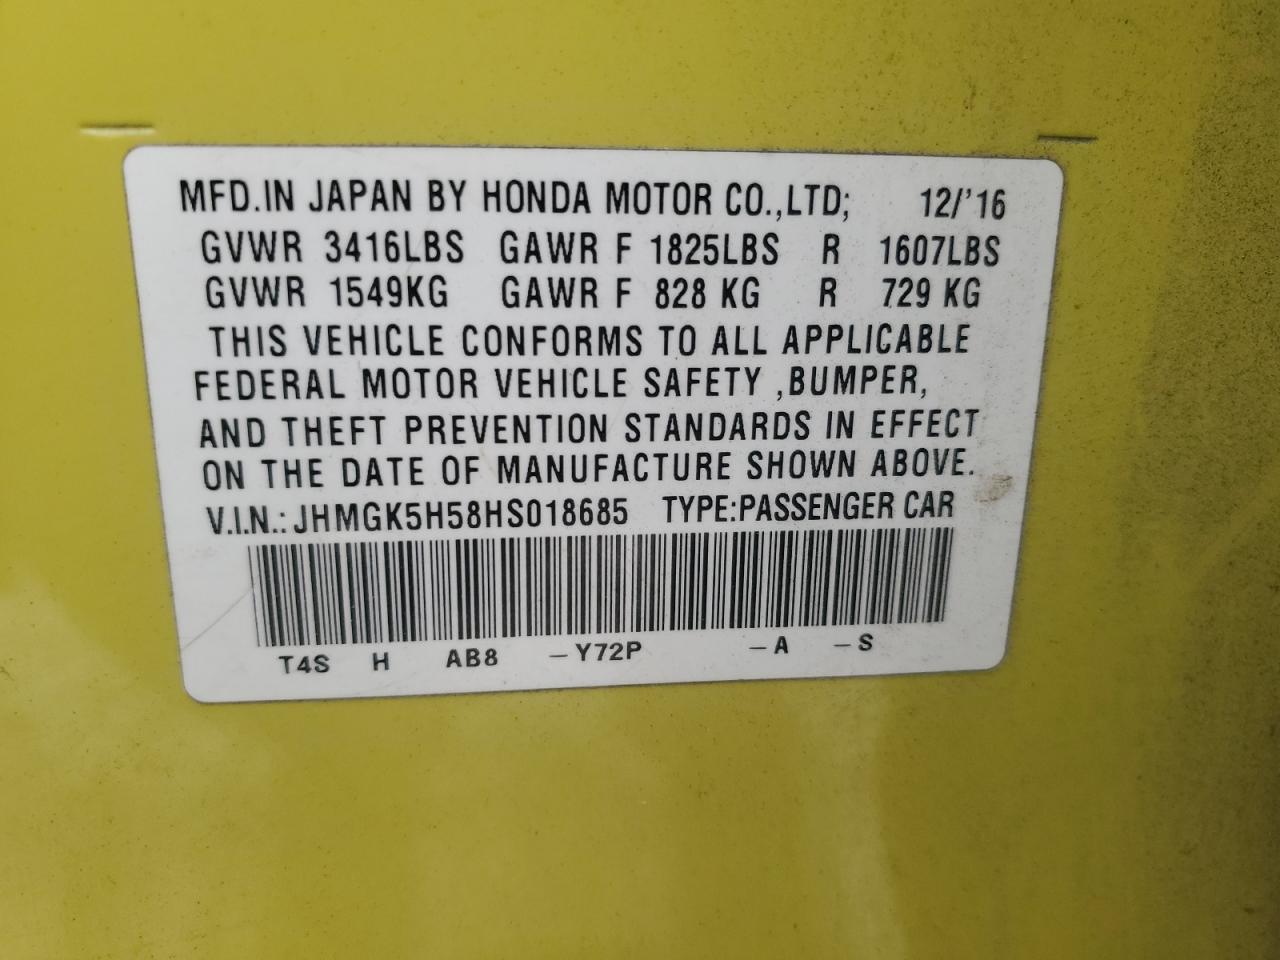 MFD.IN JAPAN BY HONDA MOTOR CO.,LTD; 12/'16
GVWR 3416LBS GAWR F 1825LBS R 1607LBS
GVWR 1549KG GAWR F 828 KG R 729 KG
THIS VEHICLE CONFORMS TO ALL APPLICABLE
FEDERAL MOTOR VEHICLE SAFETY ,BUMPER,
AND THEFT PREVENTION STANDARDS IN EFFECT
ON THE DATE OF MANUFACTURE SHOWN ABOVE.
V.I.N.: JHMGK5H58HS018685 TYPE:PASSENGER CAR
T4S H AB8 –Y72P –A –S